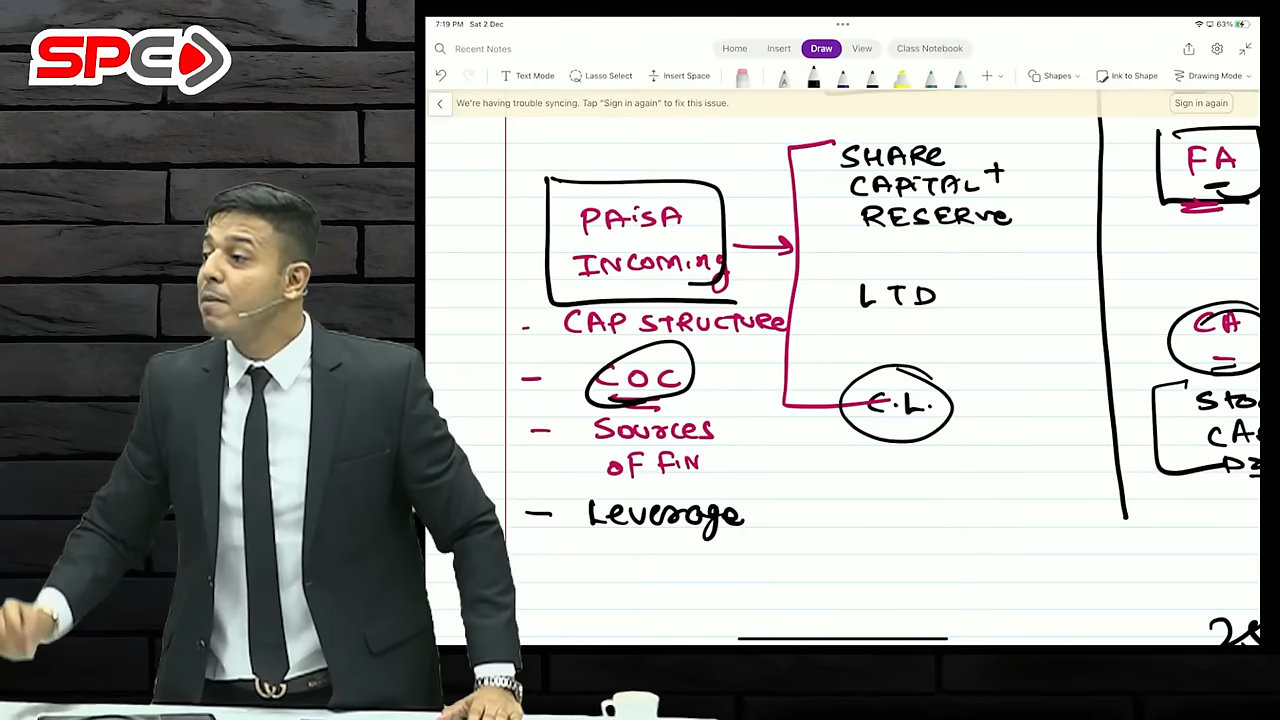 SPC
7:19 PM Sat 2 Dec
63%
Recent Notes
Home
Insert
Draw
View
Class Notebook
Text Mode
Lasso Select
Insert Space
Shapes
Ink to Shape
Drawing Mode
We're having trouble syncing. Tap "Sign in again" to fix this issue.
Sign in again
PAiSA
INCOMING
- CAP STRUCTURE
- COC
- Sources
OF FIN
- Leverage
SHARE
CAPITAL +
RESERVE
LTD
C.L.
FA
CA